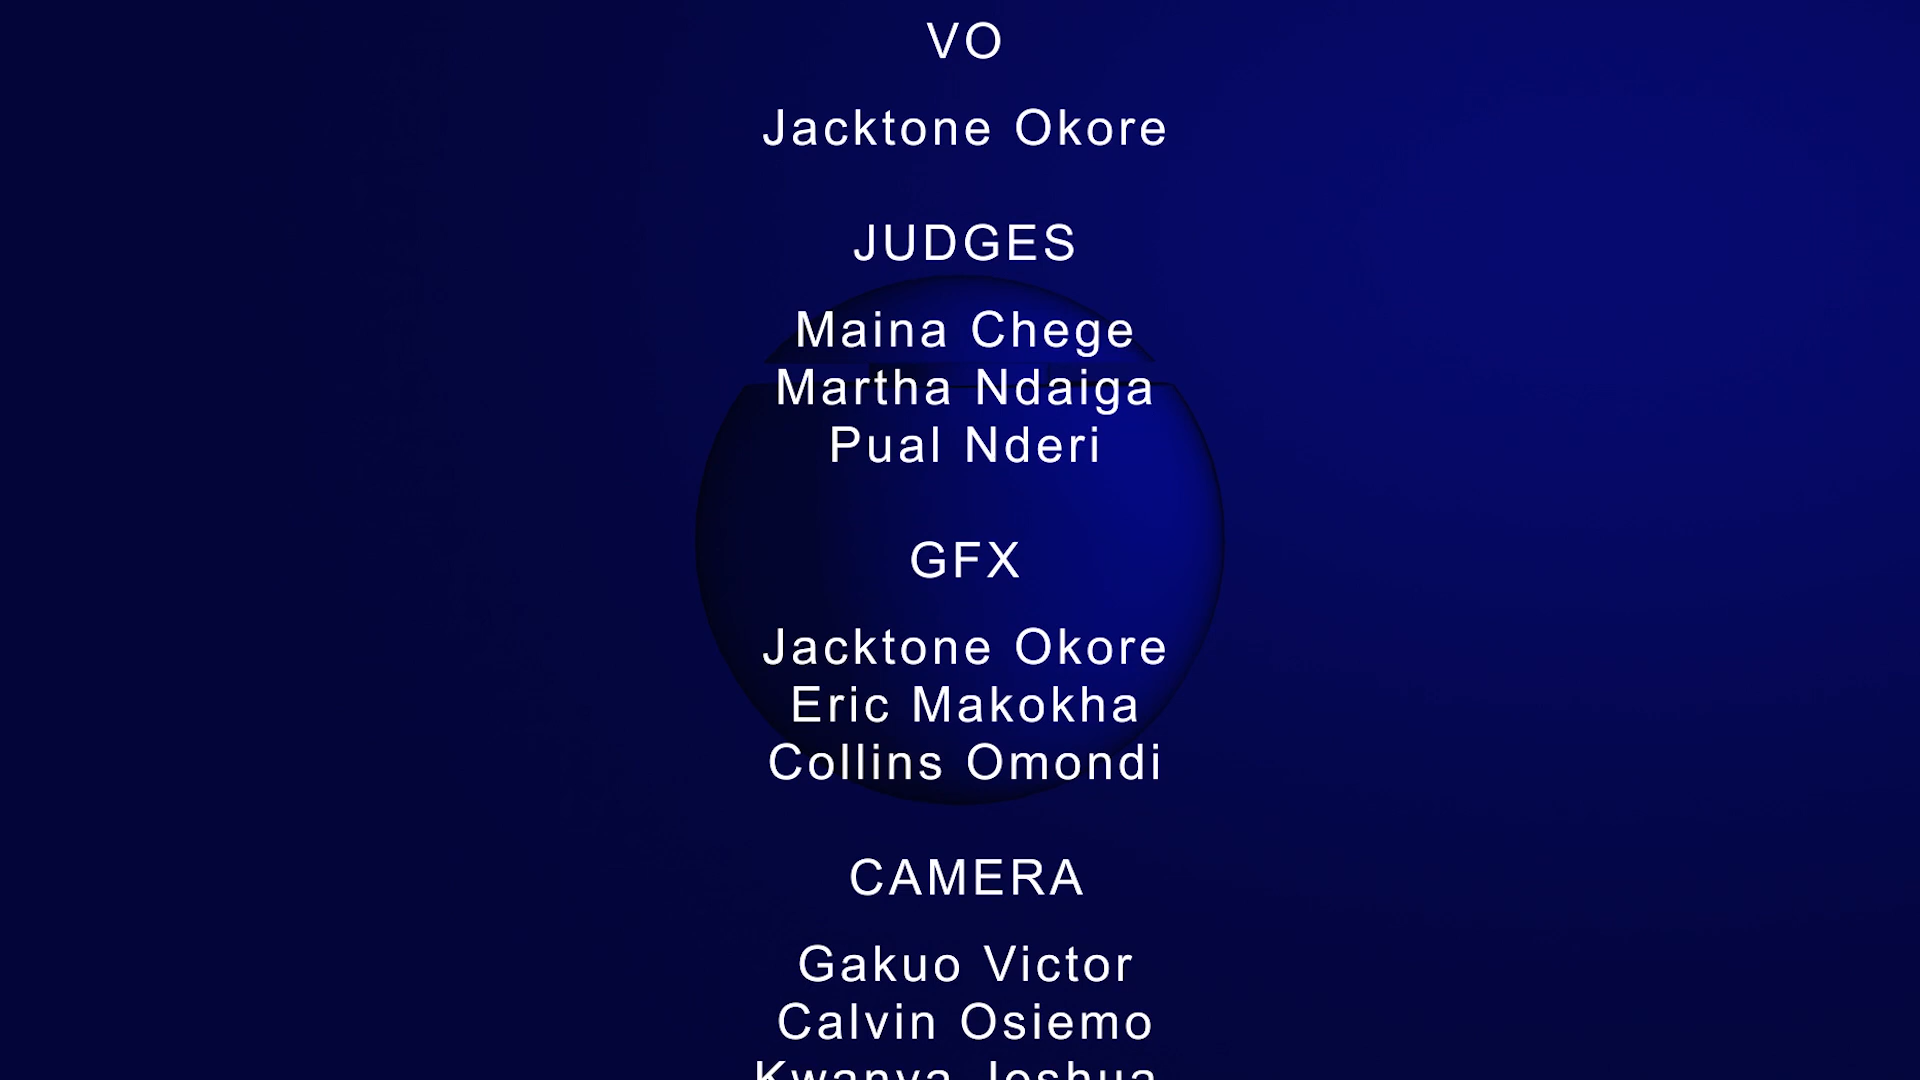 VO
Jacktone Okore
JUDGES
Maina Chege
Martha Ndaiga
Pual Nderi
GFX
Jacktone Okore
Eric Makokha
Collins Omondi
CAMERA
Gakuo Victor
Calvin Osiemo
Joshua